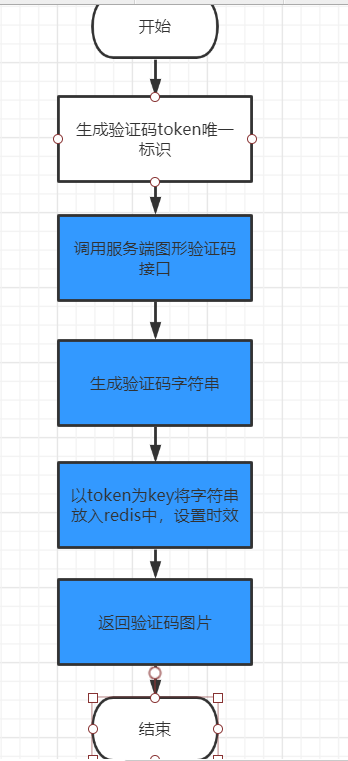 开始
生成验证码token唯一
标识
调用服务端图形验证码
接口
生成验证码字符串
以token为key将字符串
放入redis中，设置时效
返回验证码图片
结束